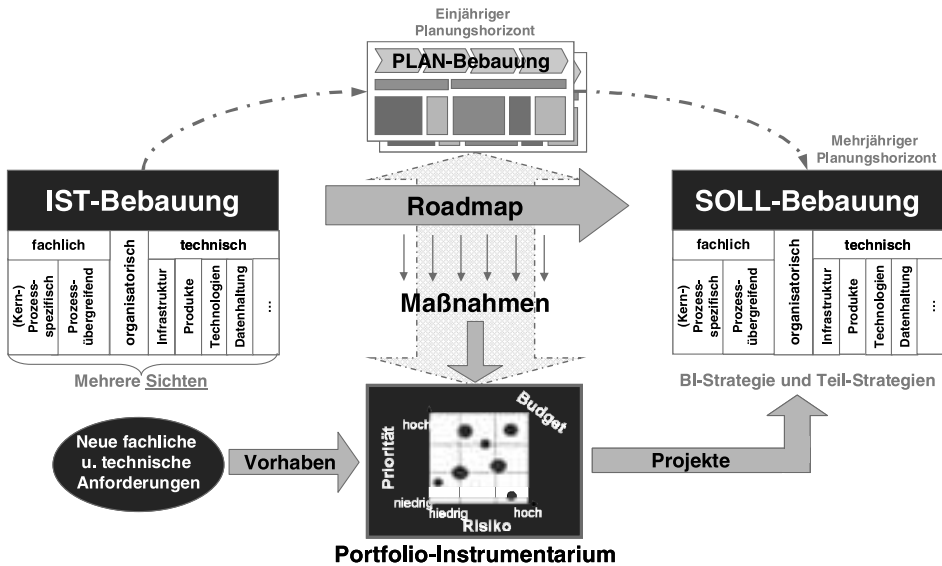 Einjähriger
Planungshorizont
PLAN-Bebauung
Mehrjähriger
Planungshorizont
IST-Bebauung
fachlich
organisatorisch
technisch
(Kern-)
Prozess-
spezifisch
Prozess-
übergreifend
Infrastruktur
Produkte
Technologien
Datenhaltung
...
Mehrere Sichten
Roadmap
Maßnahmen
SOLL-Bebauung
fachlich
organisatorisch
technisch
(Kern-)
Prozess-
spezifisch
Prozess-
übergreifend
Infrastruktur
Produkte
Technologien
Datenhaltung
...
BI-Strategie und Teil-Strategien
Neue fachliche
u. technische
Anforderungen
Vorhaben
Budget
Priorität
hoch
niedrig
niedrig
hoch
Risiko
Projekte
Portfolio-Instrumentarium